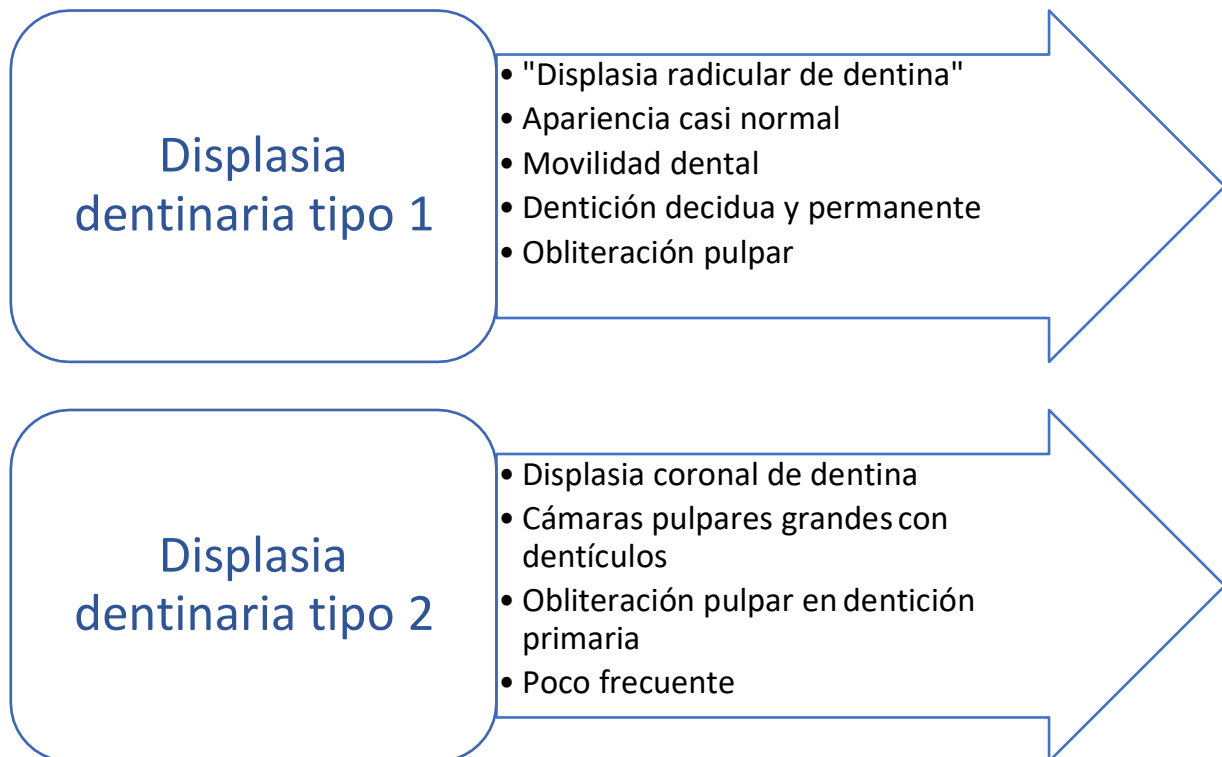 Displasia
dentinaria tipo 1
• "Displasia radicular de dentina"
• Apariencia casi normal
• Movilidad dental
• Dentición decidua y permanente
• Obliteración pulpar
Displasia
dentinaria tipo 2
• Displasia coronal de dentina
• Cámaras pulpares grandes con
dentículos
• Obliteración pulpar en dentición
primaria
• Poco frecuente